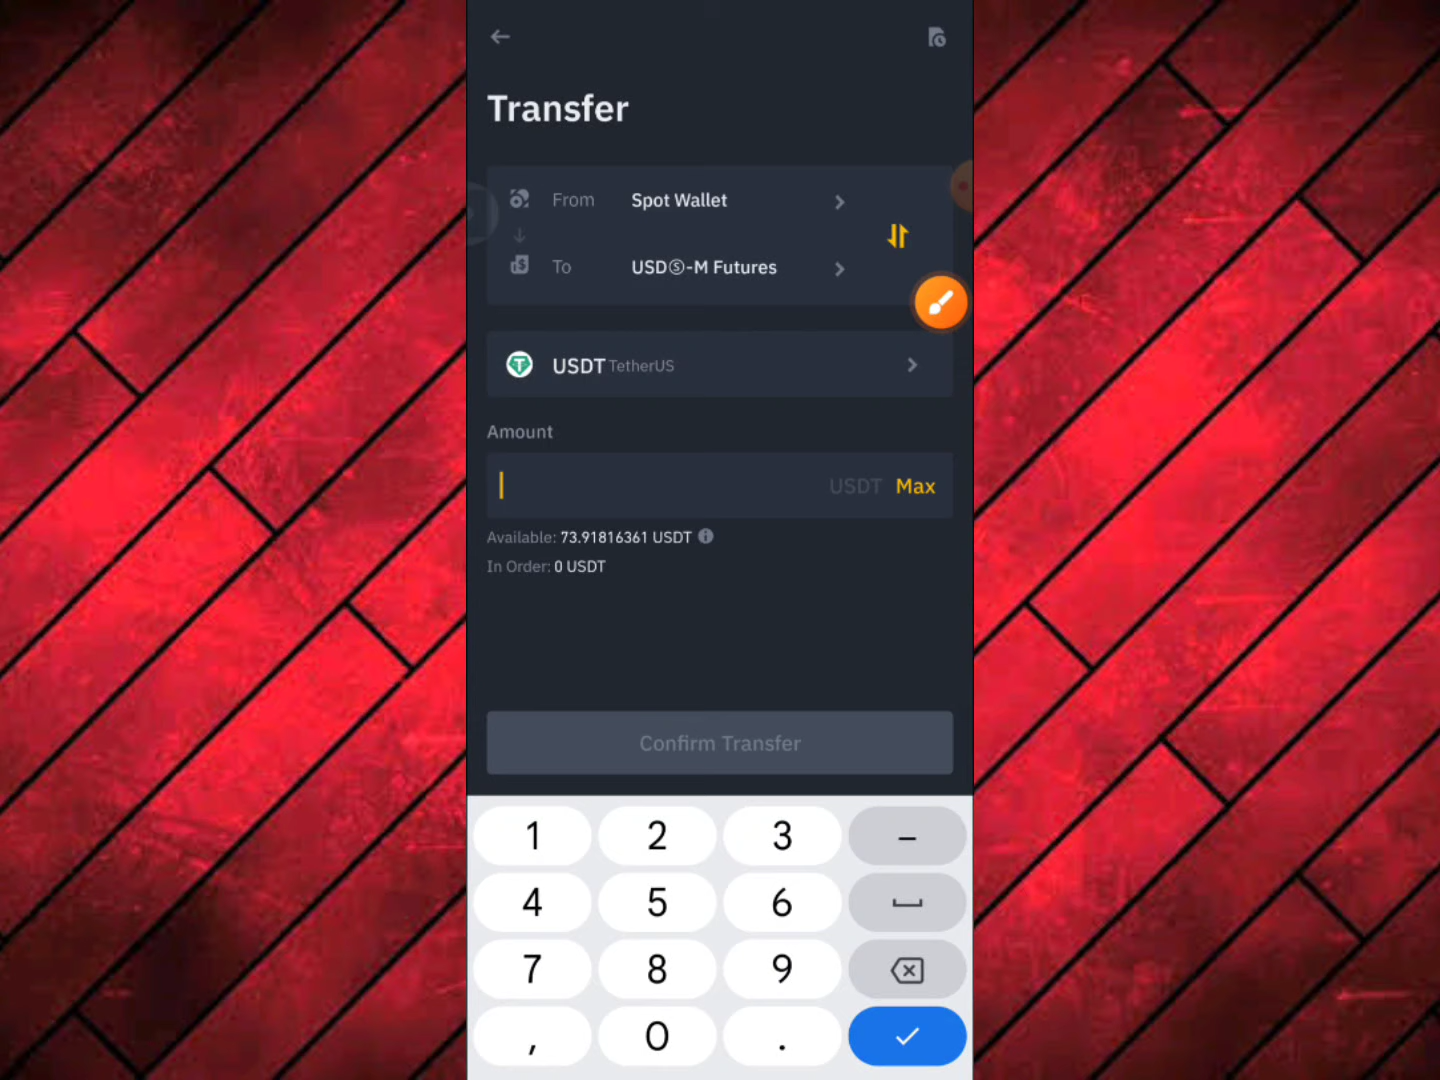 Transfer
From Spot Wallet
To USDⓈ-M Futures
USDT TetherUS
Amount
USDT Max
Available: 73.91816361 USDT
In Order: 0 USDT
Confirm Transfer
1 2 3 –
4 5 6
7 8 9
, 0 .